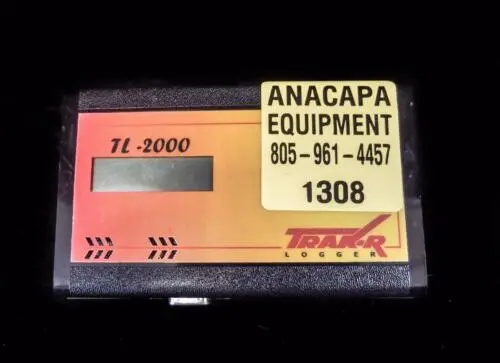 TL-2000
ANACAPA
EQUIPMENT
805-961-4457
1308
TRAK-R
LOGGER